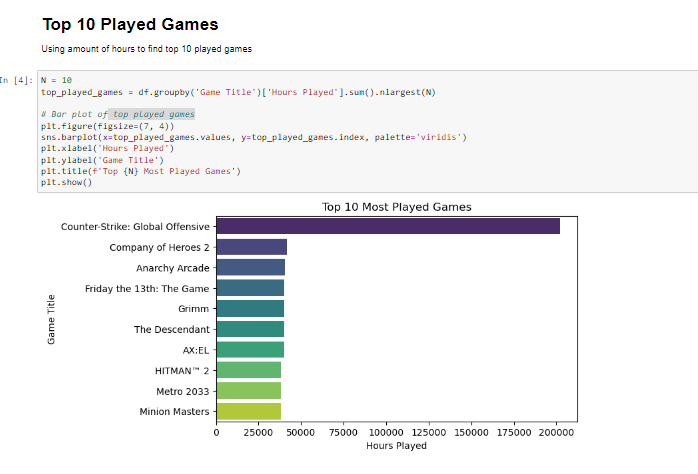 Top 10 Played Games
Using amount of hours to find top 10 played games
In [4]: N = 10
top_played_games = df.groupby('Game Title')['Hours Played'].sum().nlargest(N)
# Bar plot of top played games
plt.figure(figsize=(7, 4))
sns.barplot(x=top_played_games.values, y=top_played_games.index, palette='viridis')
plt.xlabel('Hours Played')
plt.ylabel('Game Title')
plt.title(f'Top {N} Most Played Games')
plt.show()
Top 10 Most Played Games
Game Title
Counter-Strike: Global Offensive
Company of Heroes 2
Anarchy Arcade
Friday the 13th: The Game
Grimm
The Descendant
AX:EL
HITMAN™ 2
Metro 2033
Minion Masters
0 25000 50000 75000 100000 125000 150000 175000 200000
Hours Played